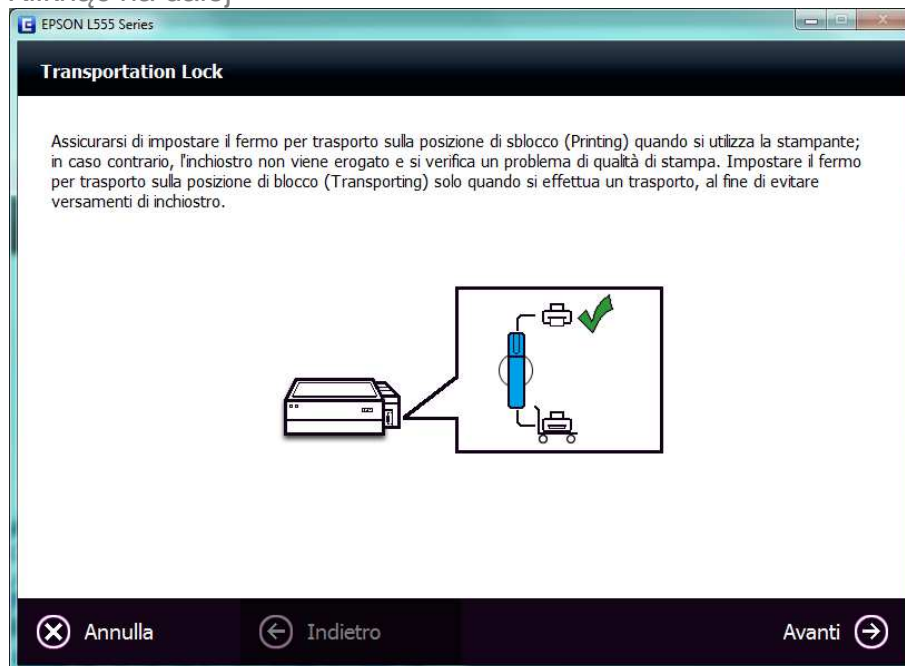 EPSON L555 Series
Transportation Lock
Assicurarsi di impostare il fermo per trasporto sulla posizione di sblocco (Printing) quando si utilizza la stampante;
in caso contrario, l'inchiostro non viene erogato e si verifica un problema di qualità di stampa. Impostare il fermo
per trasporto sulla posizione di blocco (Transporting) solo quando si effettua un trasporto, al fine di evitare
versamenti di inchiostro.
Annulla
Indietro
Avanti